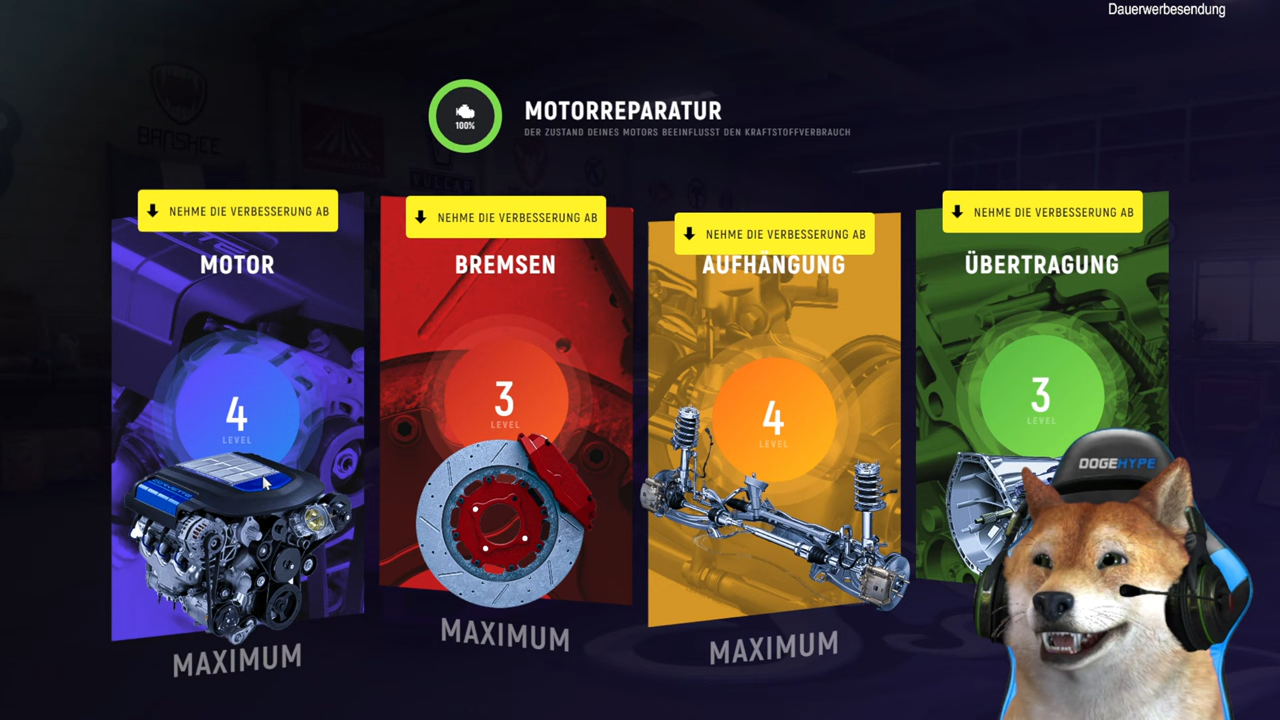 Dauerwerbesendung
MOTORREPARATUR
DER ZUSTAND DEINES MOTORS BEEINFLUSST DEN KRAFTSTOFFVERBRAUCH
100%
BANSHEE
NEHME DIE VERBESSERUNG AB
NEHME DIE VERBESSERUNG AB
NEHME DIE VERBESSERUNG AB
NEHME DIE VERBESSERUNG AB
MOTOR
BREMSEN
AUFHÄNGUNG
ÜBERTRAGUNG
4
LEVEL
3
LEVEL
4
LEVEL
3
LEVEL
DOGEHYPE
CORVETTE
MAXIMUM
MAXIMUM
MAXIMUM